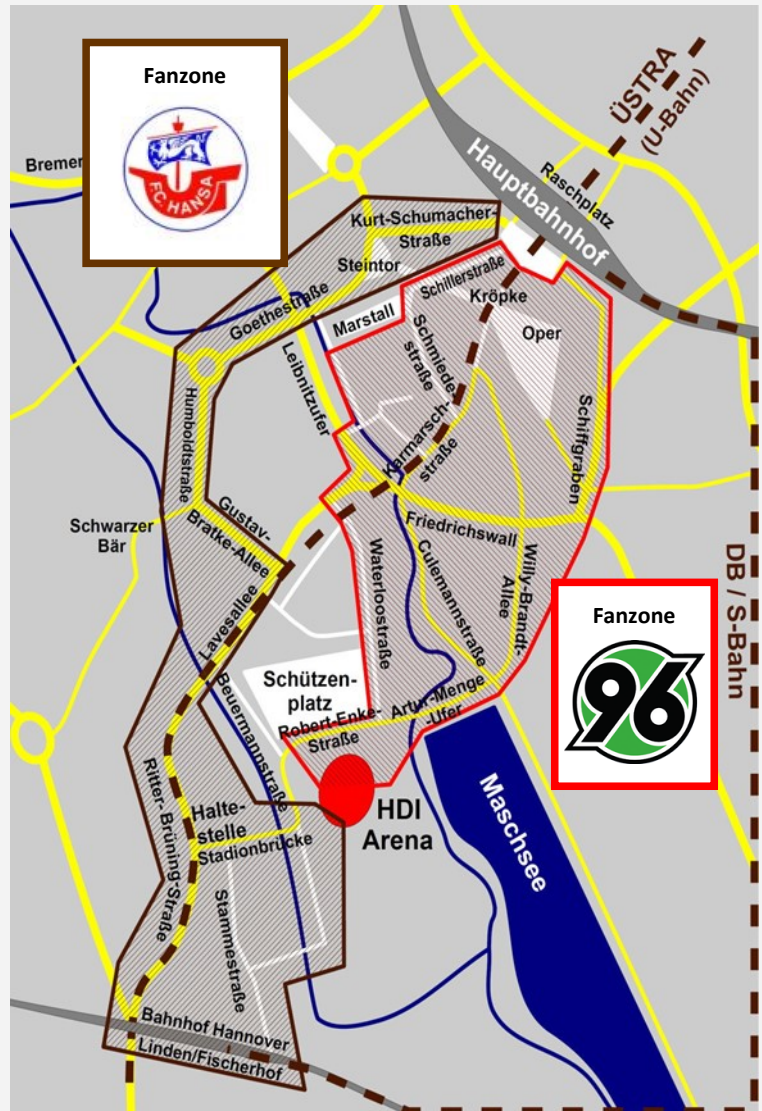 Fanzone
F.C. HANSA
ÜSTRA
(U-Bahn)
Bremer
Raschplatz
Hauptbahnhof
Kurt-Schumacher-
Straße
Steintor
Schillerstraße
Kröpke
Goethestraße
Marstall
Oper
Schmiede-
straße
Leibnitzufer
Humboldtstraße
Karmarsch-
straße
Schiffgraben
Gustav-
Bratke-Allee
Schwarzer
Bär
Friedrichswall
Waterloostraße
Culemannstraße
Willy-Brandt-
Allee
DB / S-Bahn
Lavesallee
Fanzone
96
Beuermannstraße
Schützen-
platz
Robert-Enke-
Straße
Artur-Menge
-Ufer
HDI
Arena
Maschsee
Ritter- Brüning-Straße
Halte-
stelle
Stadionbrücke
Stammestraße
Bahnhof Hannover
Linden/Fischerhof